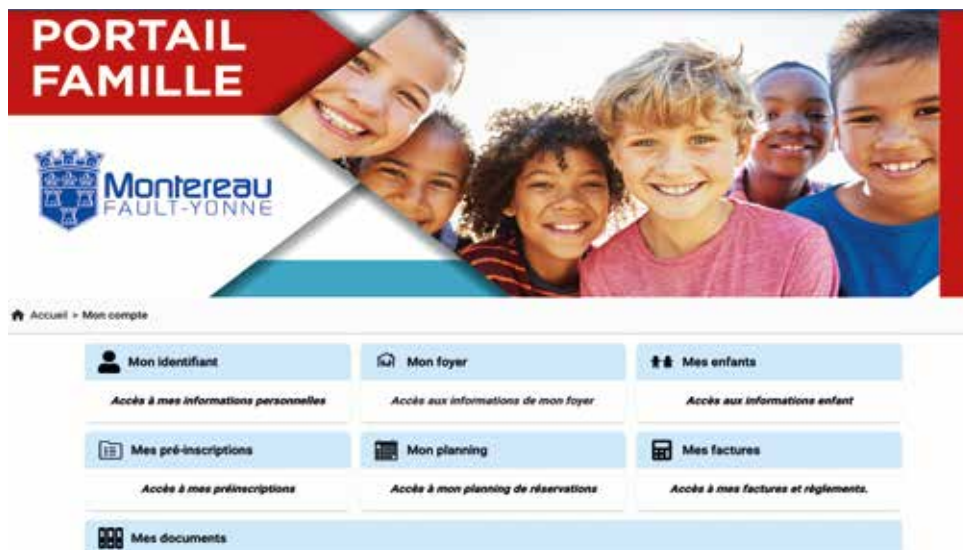 PORTAIL
FAMILLE
Montereau
FAULT-YONNE
Accueil > Mon compte
Mon identifiant
Mon foyer
Mes enfants
Accès à mes informations personnelles
Accès aux informations de mon foyer
Accès aux informations enfant
Mes pré-inscriptions
Mon planning
Mes factures
Accès à mes préinscriptions
Accès à mon planning de réservations
Accès à mes factures et règlements.
Mes documents